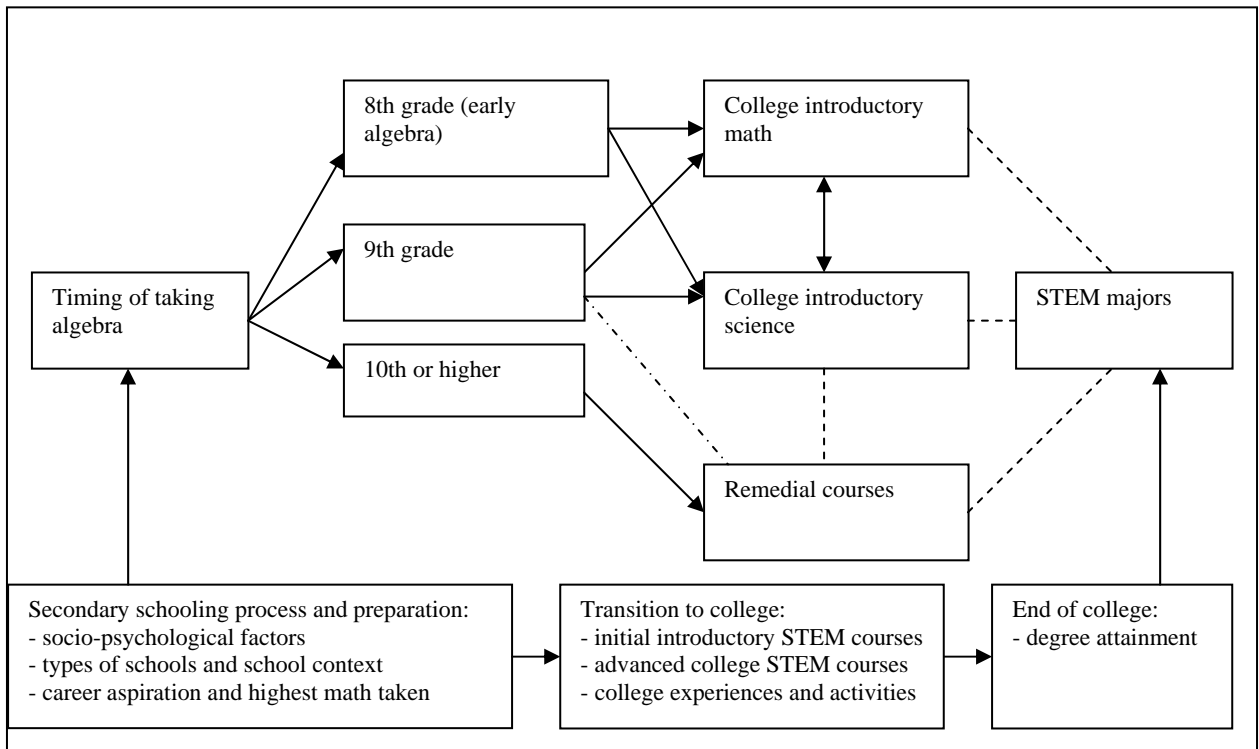 8th grade (early
algebra)
College introductory
math
9th grade
Timing of taking
algebra
College introductory
science
STEM majors
10th or higher
Remedial courses
Secondary schooling process and preparation:
- socio-psychological factors
- types of schools and school context
- career aspiration and highest math taken
Transition to college:
- initial introductory STEM courses
- advanced college STEM courses
- college experiences and activities
End of college:
- degree attainment